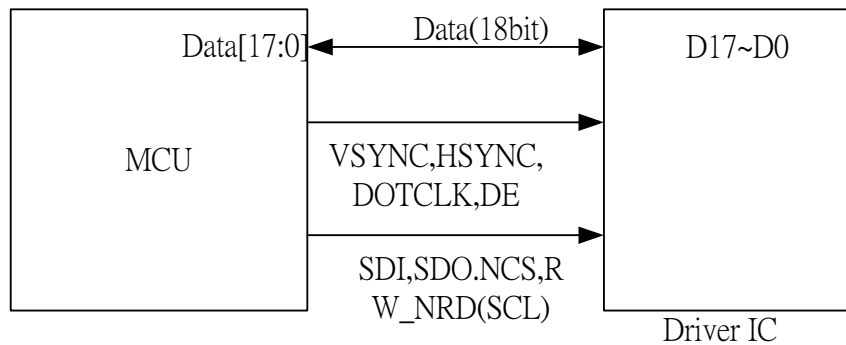 Data[17:0]
Data(18bit)
D17~D0
MCU
VSYNC,HSYNC,
DOTCLK,DE
SDI,SDO.NCS,R
W_NRD(SCL)
Driver IC